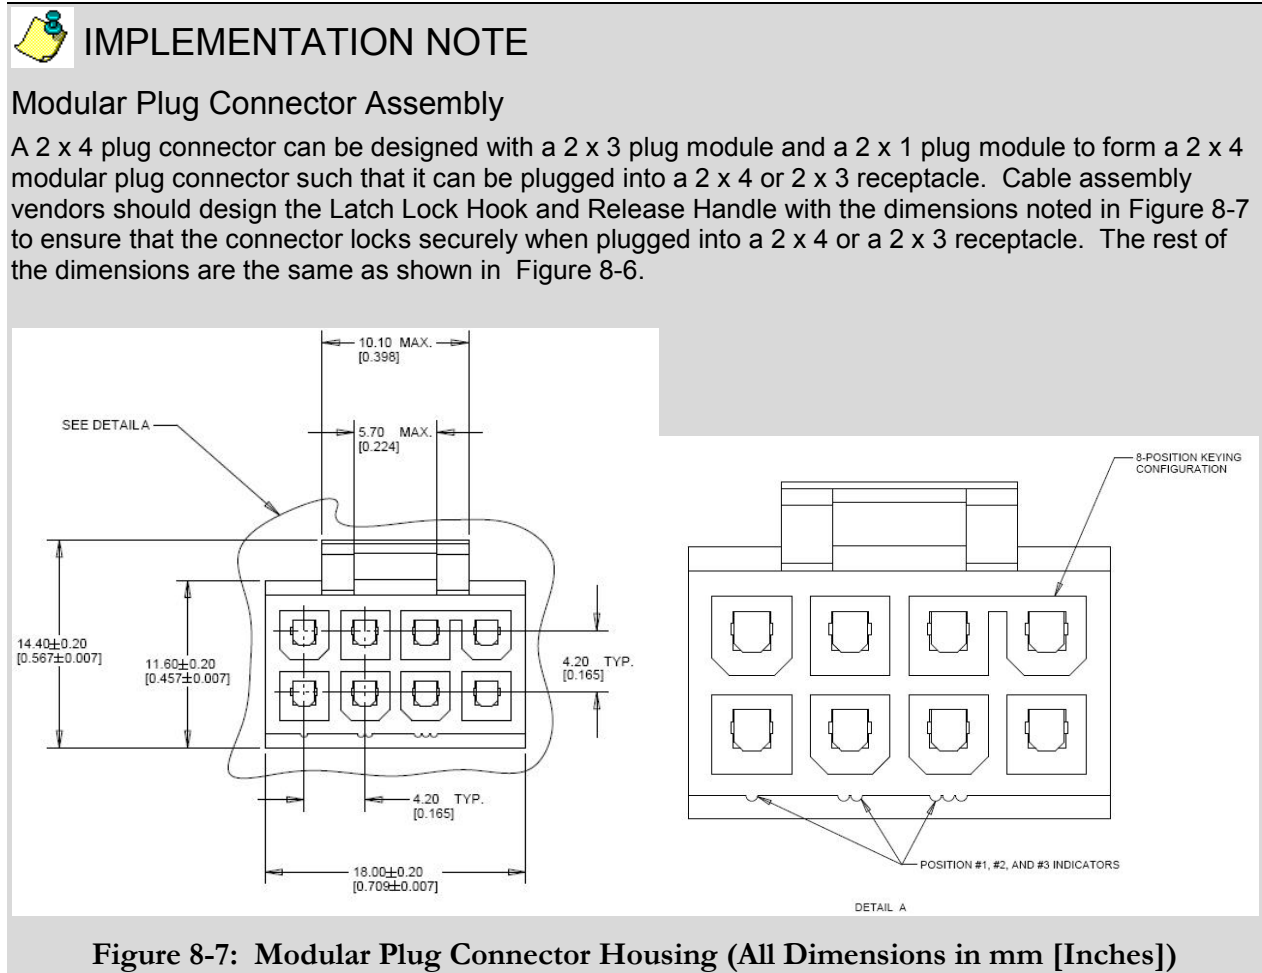 IMPLEMENTATION NOTE
Modular Plug Connector Assembly
A 2 x 4 plug connector can be designed with a 2 x 3 plug module and a 2 x 1 plug module to form a 2 x 4
modular plug connector such that it can be plugged into a 2 x 4 or 2 x 3 receptacle.  Cable assembly
vendors should design the Latch Lock Hook and Release Handle with the dimensions noted in Figure 8-7
to ensure that the connector locks securely when plugged into a 2 x 4 or a 2 x 3 receptacle.  The rest of
the dimensions are the same as shown in  Figure 8-6.
10.10 MAX.
[0.398]
SEE DETAIL A
5.70 MAX.
[0.224]
14.40±0.20
[0.567±0.007]
11.60±0.20
[0.457±0.007]
4.20 TYP.
[0.165]
4.20 TYP.
[0.165]
18.00±0.20
[0.709±0.007]
8-POSITION KEYING
CONFIGURATION
POSITION #1, #2, AND #3 INDICATORS
DETAIL A
Figure 8-7:  Modular Plug Connector Housing (All Dimensions in mm [Inches])